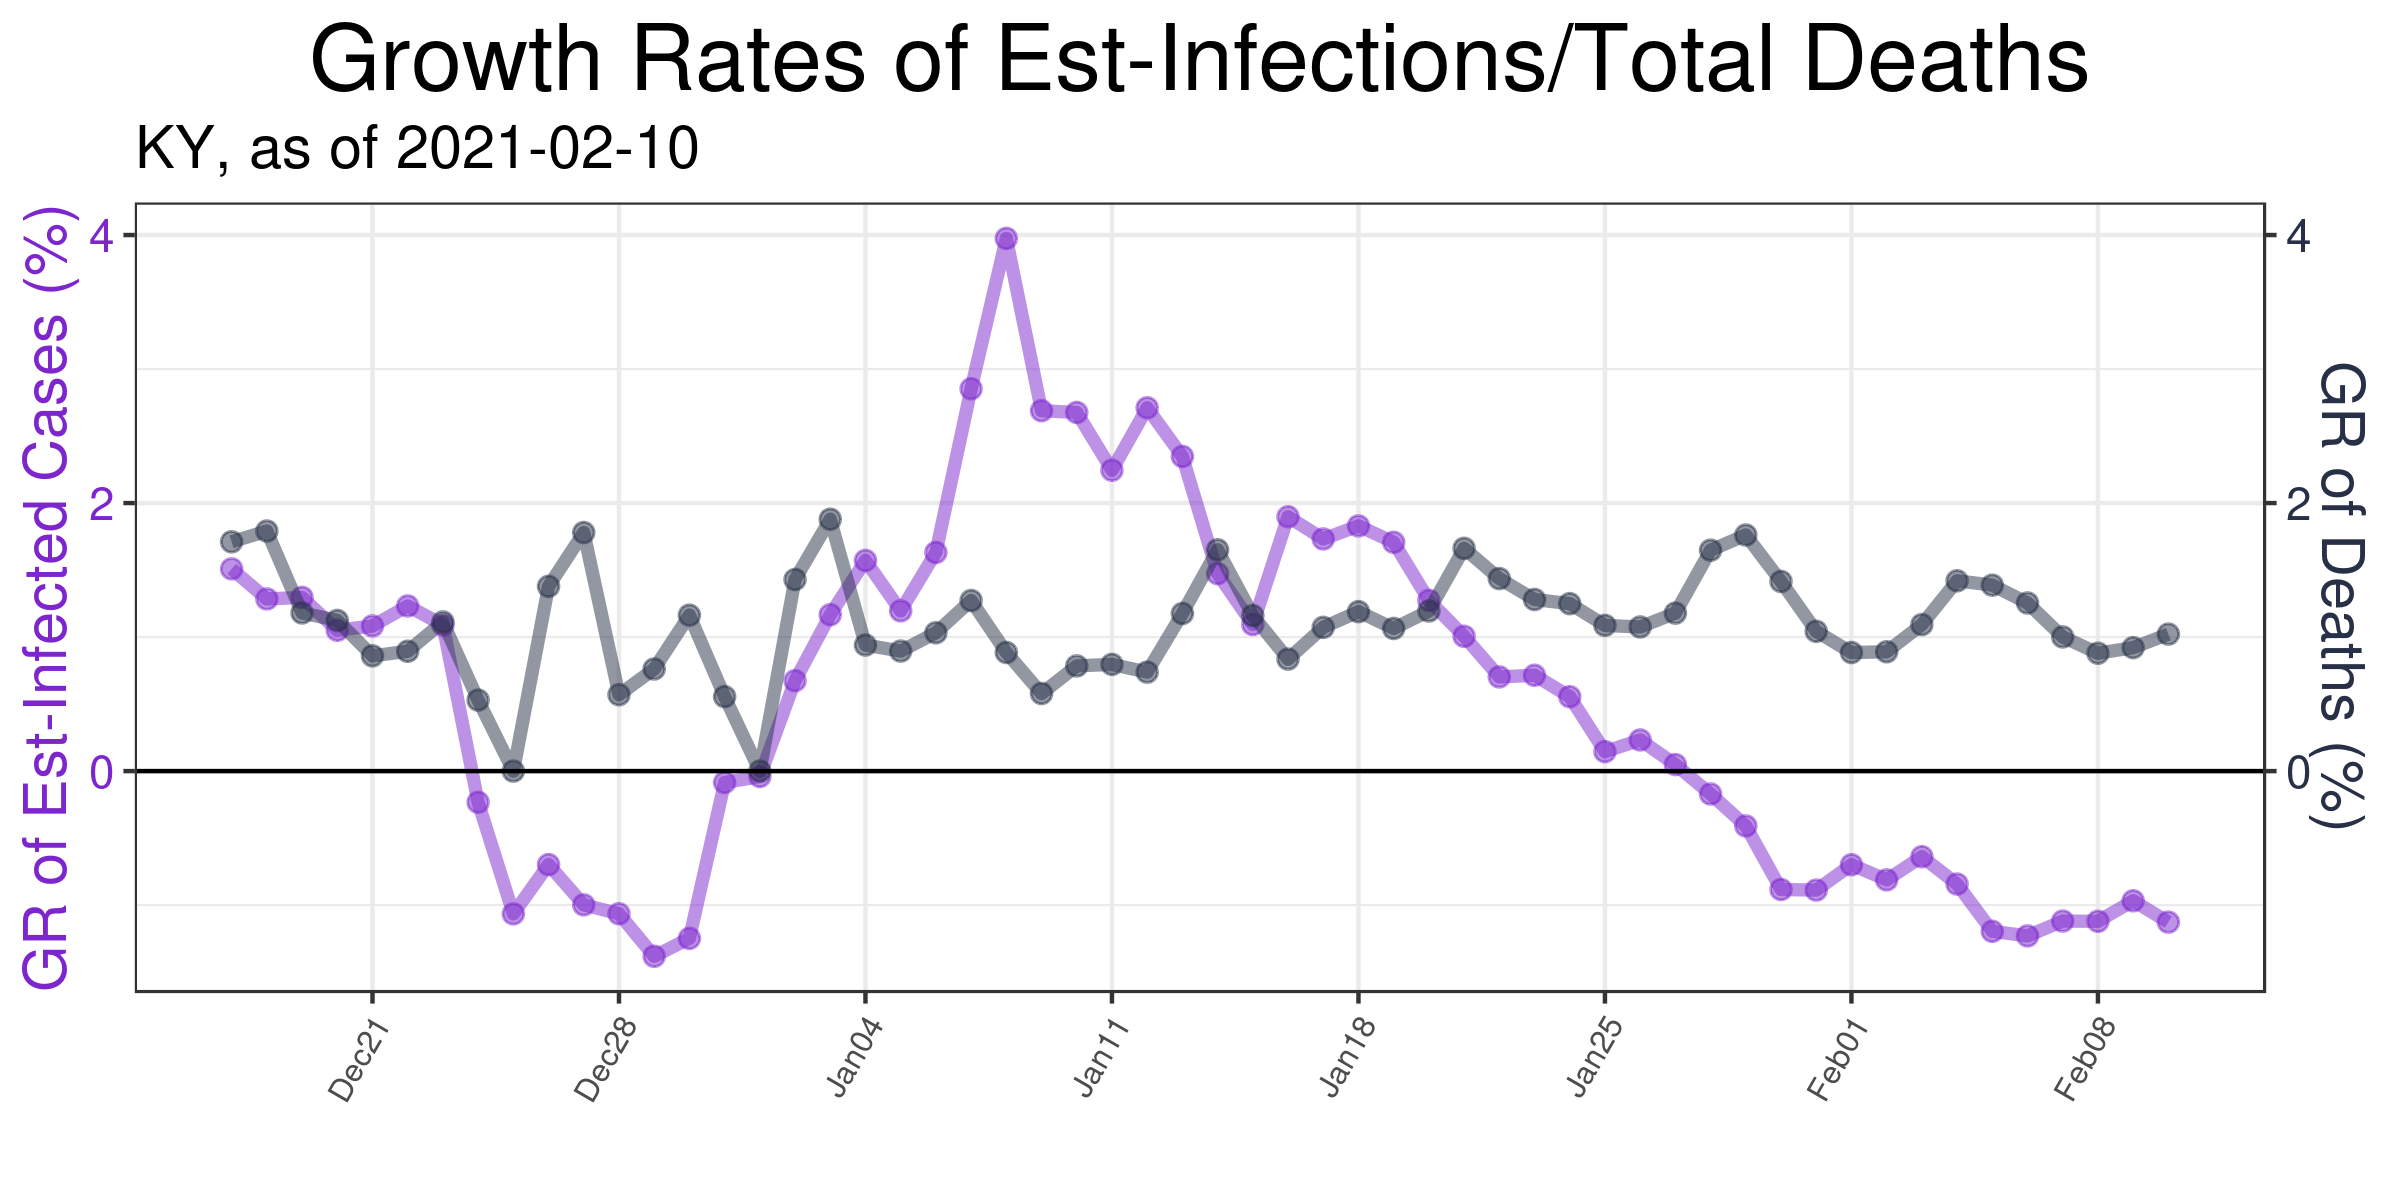 Growth Rates of Est-Infections/Total Deaths
KY, as of 2021-02-10
GR of Est-Infected Cases (%)
4
2
0
4
2
0
GR of Deaths (%)
Dec21
Dec28
Jan04
Jan11
Jan18
Jan25
Feb01
Feb08